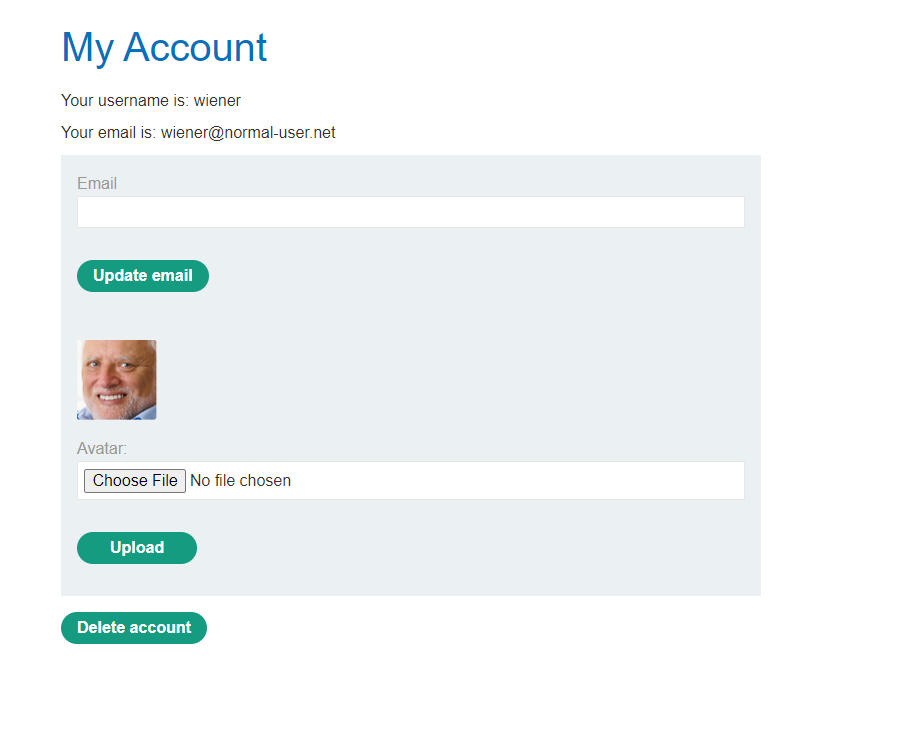 My Account
Your username is: wiener
Your email is: wiener@normal-user.net
Email
Update email
Avatar:
Choose File No file chosen
Upload
Delete account